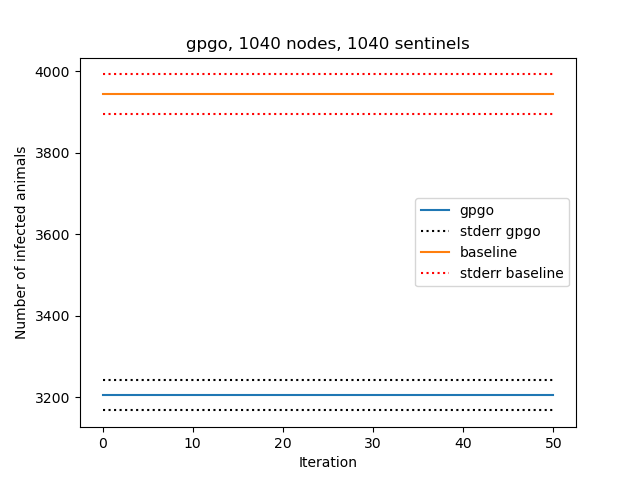 gpgo, 1040 nodes, 1040 sentinels
4000
3800
3600
3400
3200
Number of infected animals
gpgo
stderr gpgo
baseline
stderr baseline
0 10 20 30 40 50
Iteration